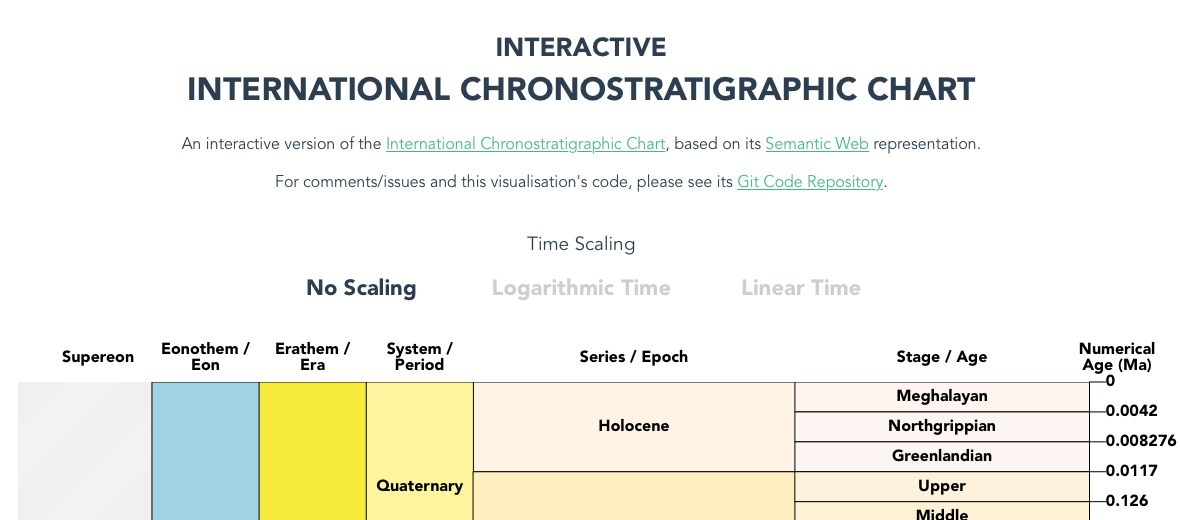 INTERACTIVE
INTERNATIONAL CHRONOSTRATIGRAPHIC CHART
An interactive version of the International Chronostratigraphic Chart, based on its Semantic Web representation.
For comments/issues and this visualisation's code, please see its Git Code Repository.
Time Scaling
No Scaling Logarithmic Time Linear Time
Supereon
Eonothem /
Eon
Erathem /
Era
System /
Period
Series / Epoch
Stage / Age
Numerical
Age (Ma)
0
Meghalayan
0.0042
Holocene
Northgrippian
0.008276
Greenlandian
0.0117
Quaternary
Upper
0.126
Middle